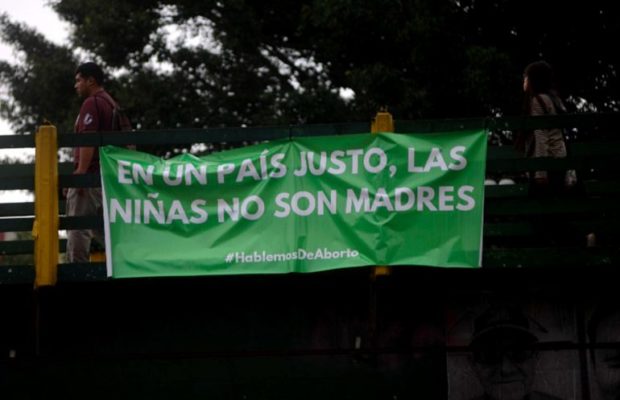 EN UN PAÍS JUSTO, LAS
NIÑAS NO SON MADRES
#HablemosDeAborto